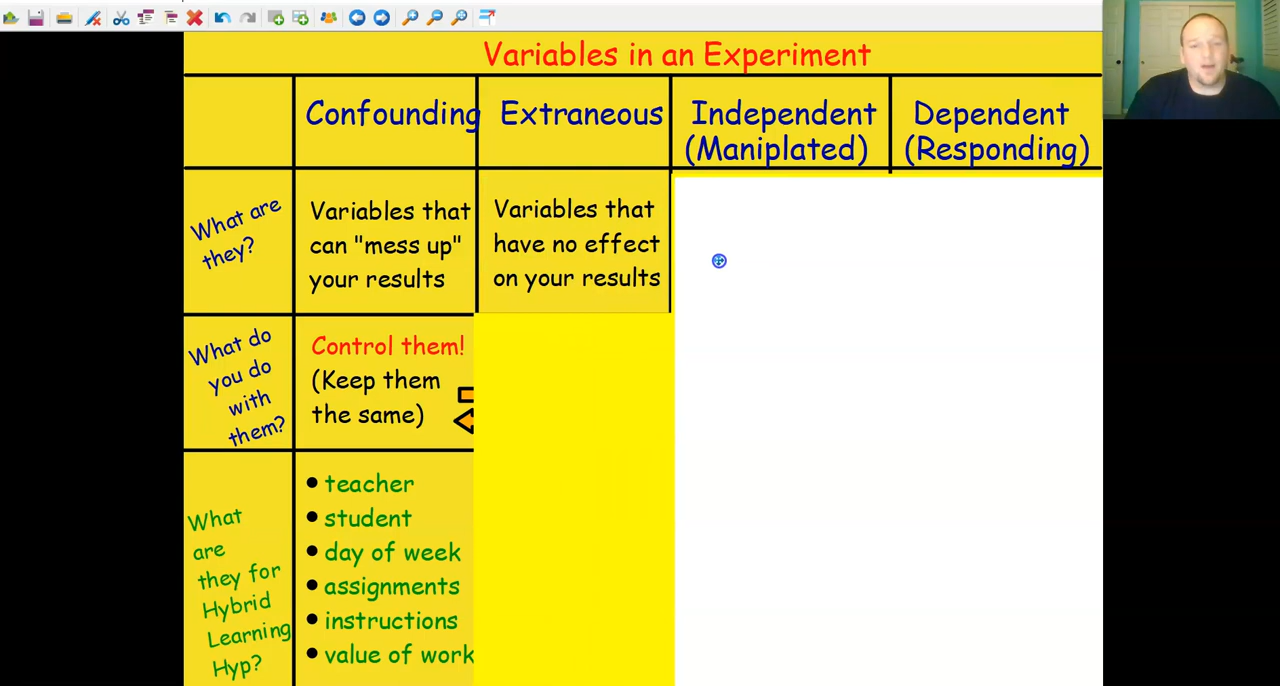 Variables in an Experiment
Confounding
Extraneous
Independent
(Maniplated)
Dependent
(Responding)
What are
they?
Variables that
can "mess up"
your results
Variables that
have no effect
on your results
What do
you do
with
them?
Control them!
(Keep them
the same)
What
are
they for
Hybrid
Learning
Hyp?
• teacher
• student
• day of week
• assignments
• instructions
• value of work